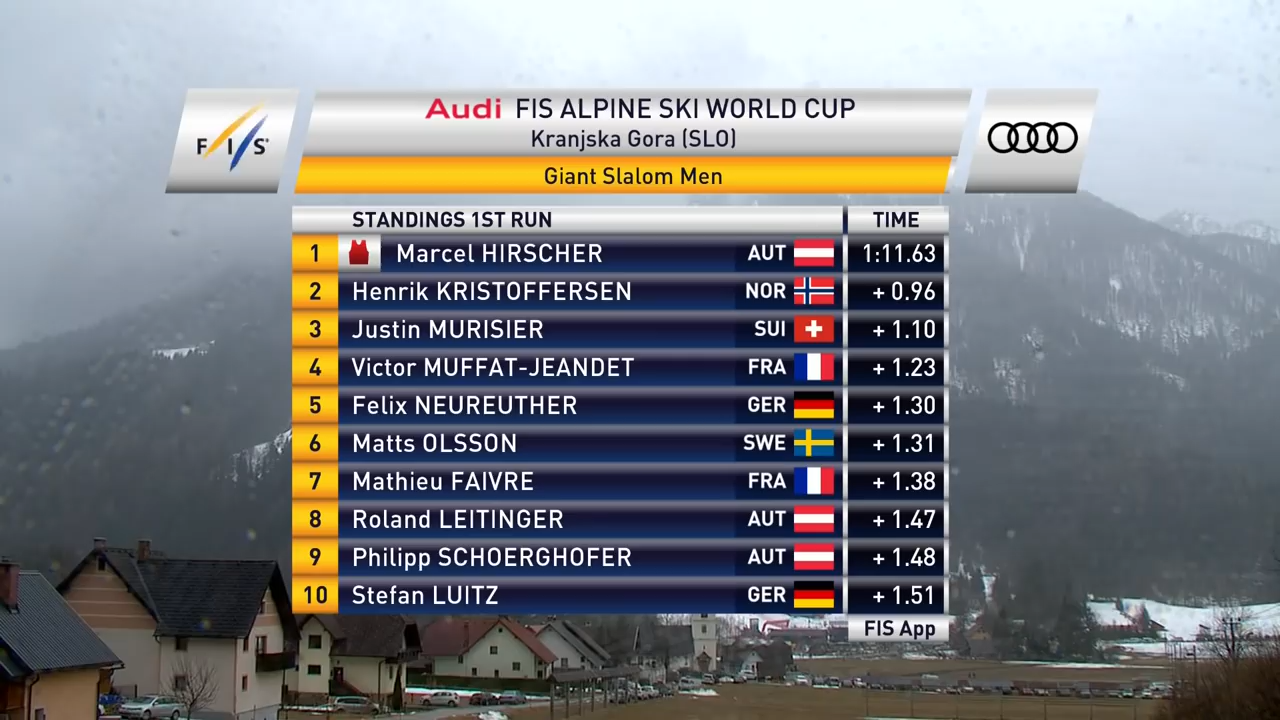 FIS
Audi FIS ALPINE SKI WORLD CUP
Kranjska Gora (SLO)
Giant Slalom Men
STANDINGS 1ST RUN TIME
1 Marcel HIRSCHER AUT 1:11.63
2 Henrik KRISTOFFERSEN NOR + 0.96
3 Justin MURISIER SUI + 1.10
4 Victor MUFFAT-JEANDET FRA + 1.23
5 Felix NEUREUTHER GER + 1.30
6 Matts OLSSON SWE + 1.31
7 Mathieu FAIVRE FRA + 1.38
8 Roland LEITINGER AUT + 1.47
9 Philipp SCHOERGHOFER AUT + 1.48
10 Stefan LUITZ GER + 1.51
FIS App